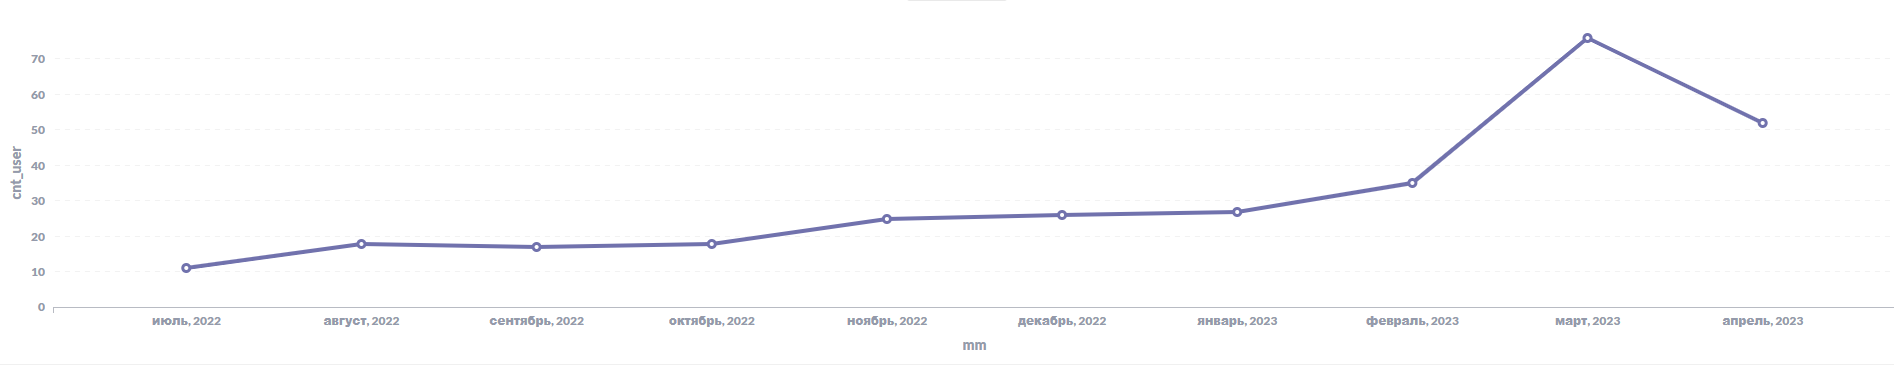 70
60
50
40
30
20
10
0
cnt_user
июль, 2022
август, 2022
сентябрь, 2022
октябрь, 2022
ноябрь, 2022
декабрь, 2022
январь, 2023
февраль, 2023
март, 2023
апрель, 2023
mm